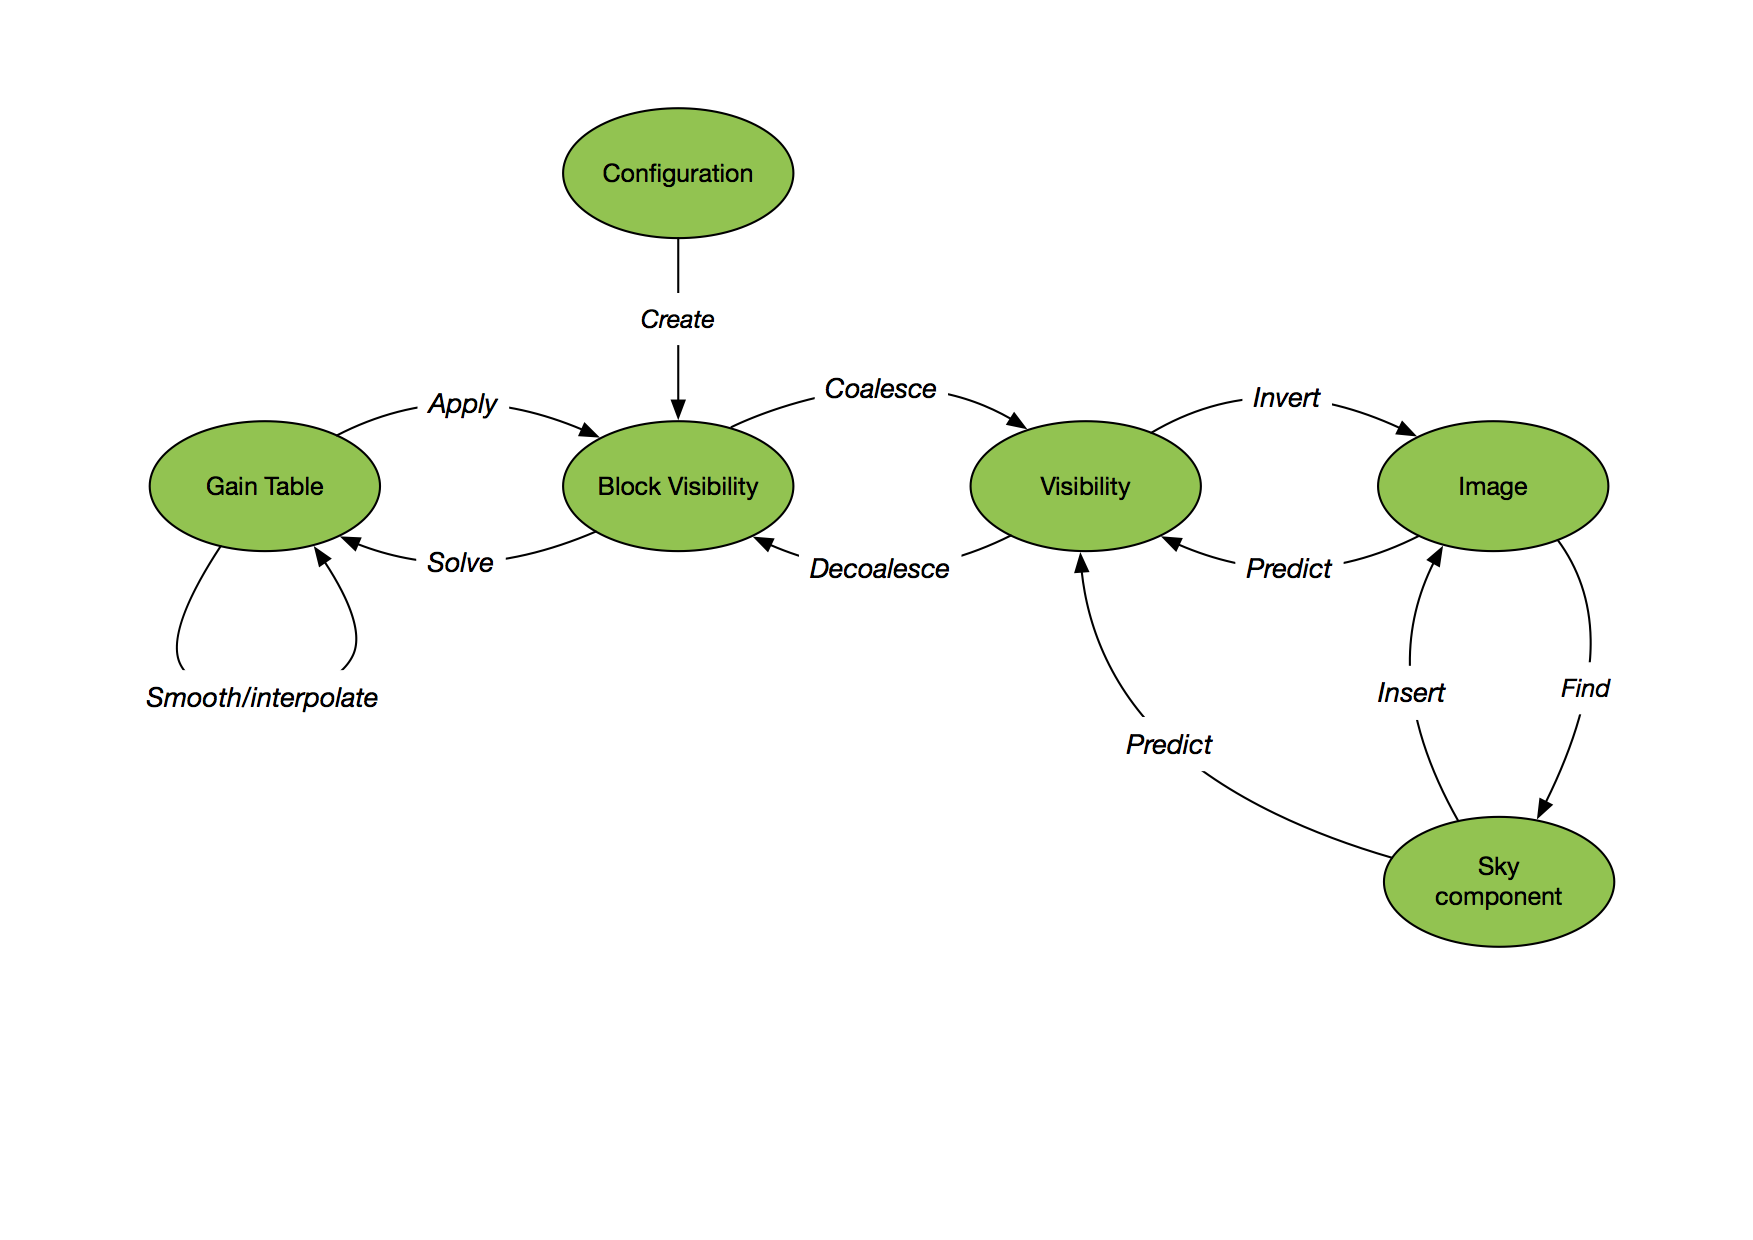 Configuration
Create
Apply
Coalesce
Invert
Gain Table
Block Visibility
Visibility
Image
Solve
Decoalesce
Predict
Smooth/interpolate
Insert
Find
Predict
Sky
component